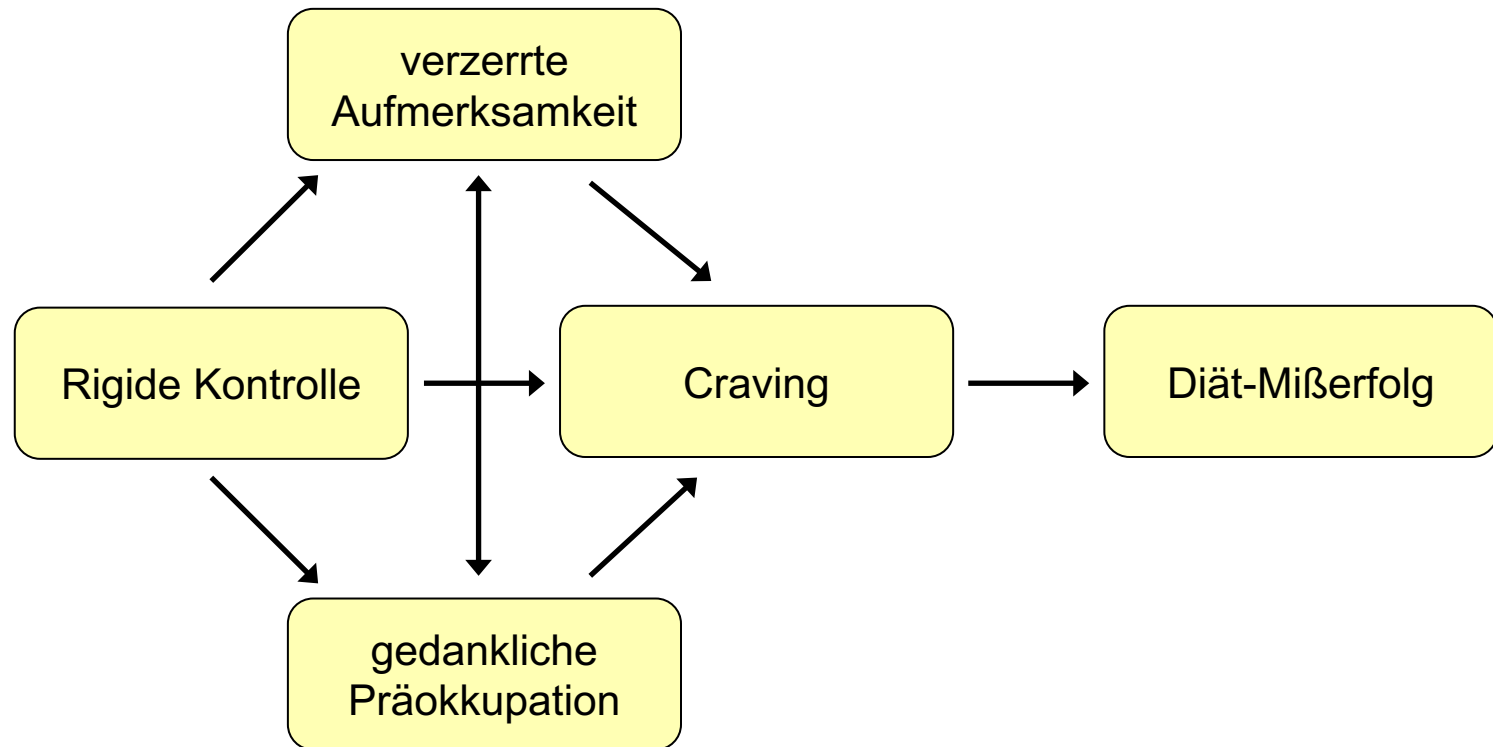 verzerrte
Aufmerksamkeit
Rigide Kontrolle
Craving
Diät-Mißerfolg
gedankliche
Präokkupation